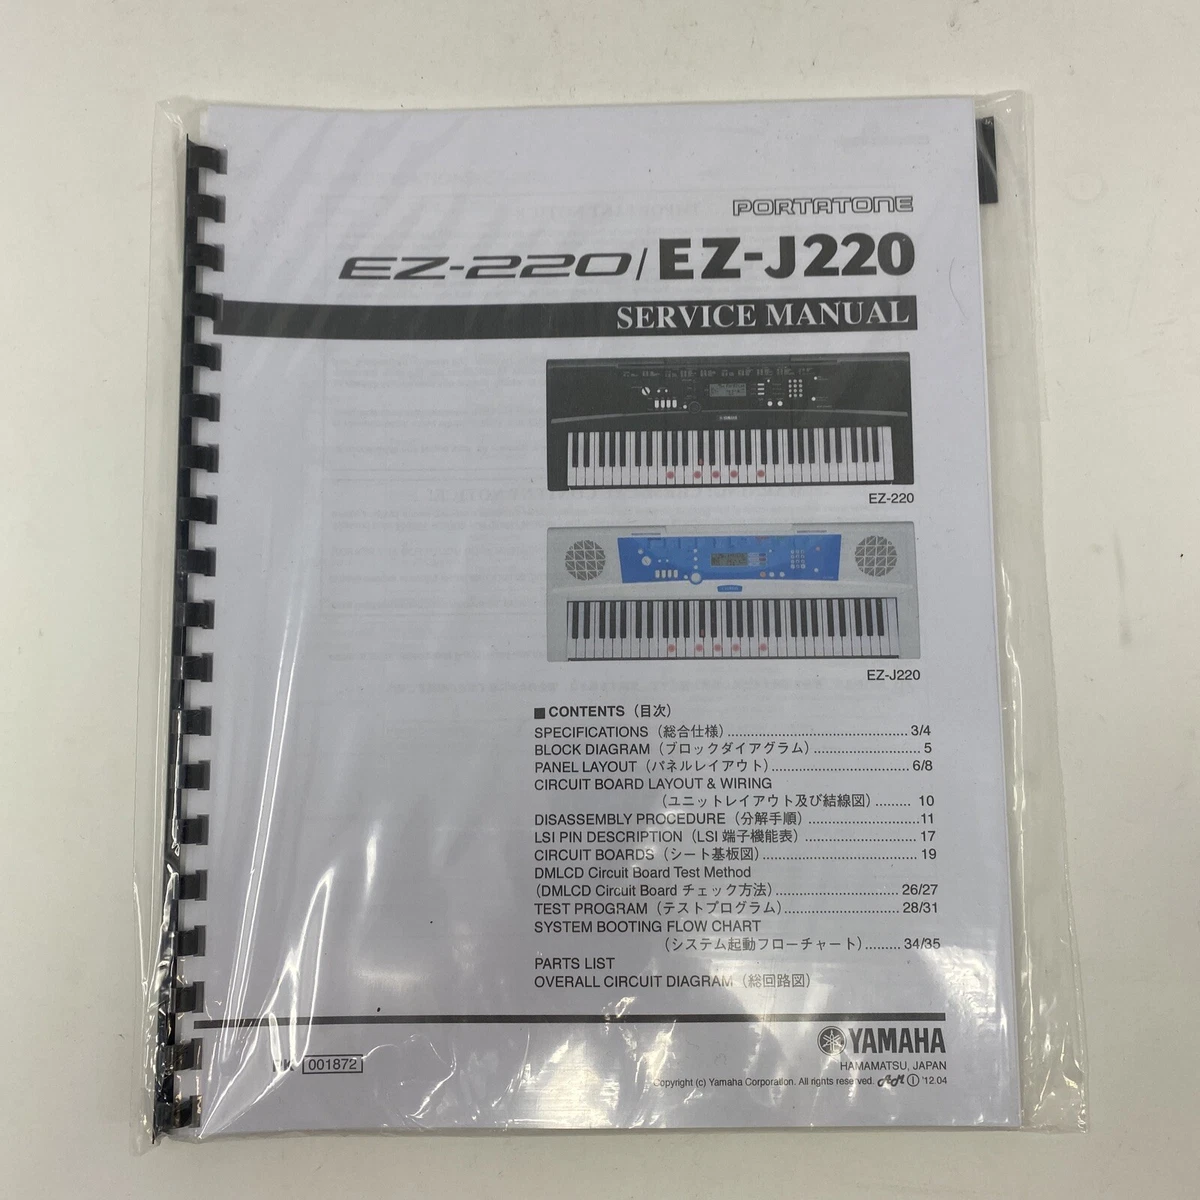 PORTATONE
EZ-220/EZ-J220
SERVICE MANUAL
YAMAHA
EZ-220
EZ-J220
■ CONTENTS（目次）
SPECIFICATIONS（総合仕様）............................................ 3/4
BLOCK DIAGRAM（ブロックダイアグラム）.......................... 5
PANEL LAYOUT（パネルレイアウト）.................................. 6/8
CIRCUIT BOARD LAYOUT & WIRING
（ユニットレイアウト及び結線図）......... 10
DISASSEMBLY PROCEDURE（分解手順）...........................11
LSI PIN DESCRIPTION（LSI 端子機能表）............................ 17
CIRCUIT BOARDS（シート基板図）...................................... 19
DMLCD Circuit Board Test Method
（DMLCD Circuit Board チェック方法）.............................. 26/27
TEST PROGRAM（テストプログラム）............................ 28/31
SYSTEM BOOTING FLOW CHART
（システム起動フローチャート）......... 34/35
PARTS LIST
OVERALL CIRCUIT DIAGRAM（総回路図）
YAMAHA
HAMAMATSU, JAPAN
PK 001872
Copyright (c) Yamaha Corporation. All rights reserved. '12.04